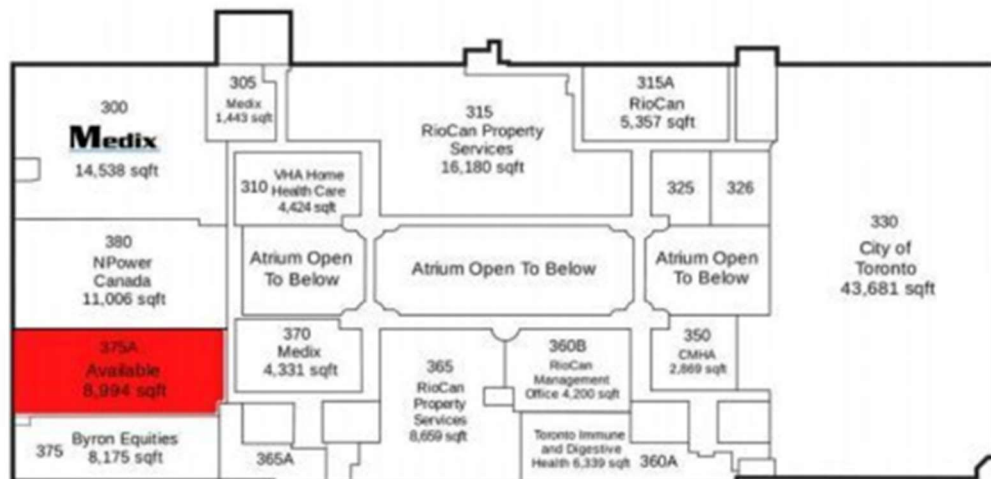 300
Medix
14,538 sqft
305
Medix
1,443 sqft
315
RioCan Property
Services
16,180 sqft
315A
RioCan
5,357 sqft
310
VHA Home
Health Care
4,424 sqft
325
326
330
City of
Toronto
43,681 sqft
380
NPower
Canada
11,006 sqft
Atrium Open
To Below
Atrium Open To Below
Atrium Open
To Below
375A
Available
8,994 sqft
370
Medix
4,331 sqft
365
RioCan
Property
Services
8,659 sqft
360B
RioCan
Management
Office 4,200 sqft
350
CMHA
2,869 sqft
375
Byron Equities
8,175 sqft
365A
Toronto Immune
and Digestive
Health 6,339 sqft
360A